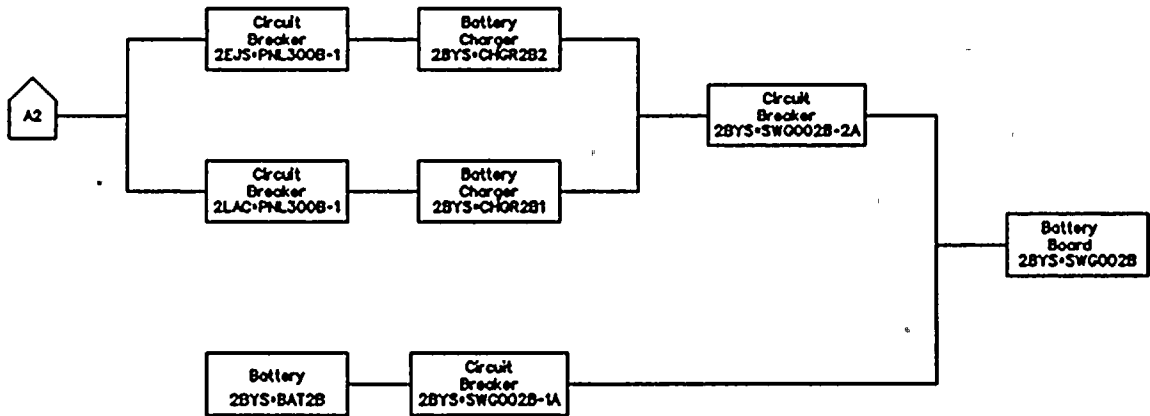 Circuit
Breaker
2EJS*PNL300B-1
Battery
Charger
2BYS*CHGR2B2
A2
Circuit
Breaker
2BYS*SWG002B-2A
Circuit
Breaker
2LAC*PNL300B-1
Battery
Charger
2BYS*CHGR2B1
Battery
Board
2BYS*SWG002B
Battery
2BYS*BAT2B
Circuit
Breaker
2BYS*SWG002B-1A